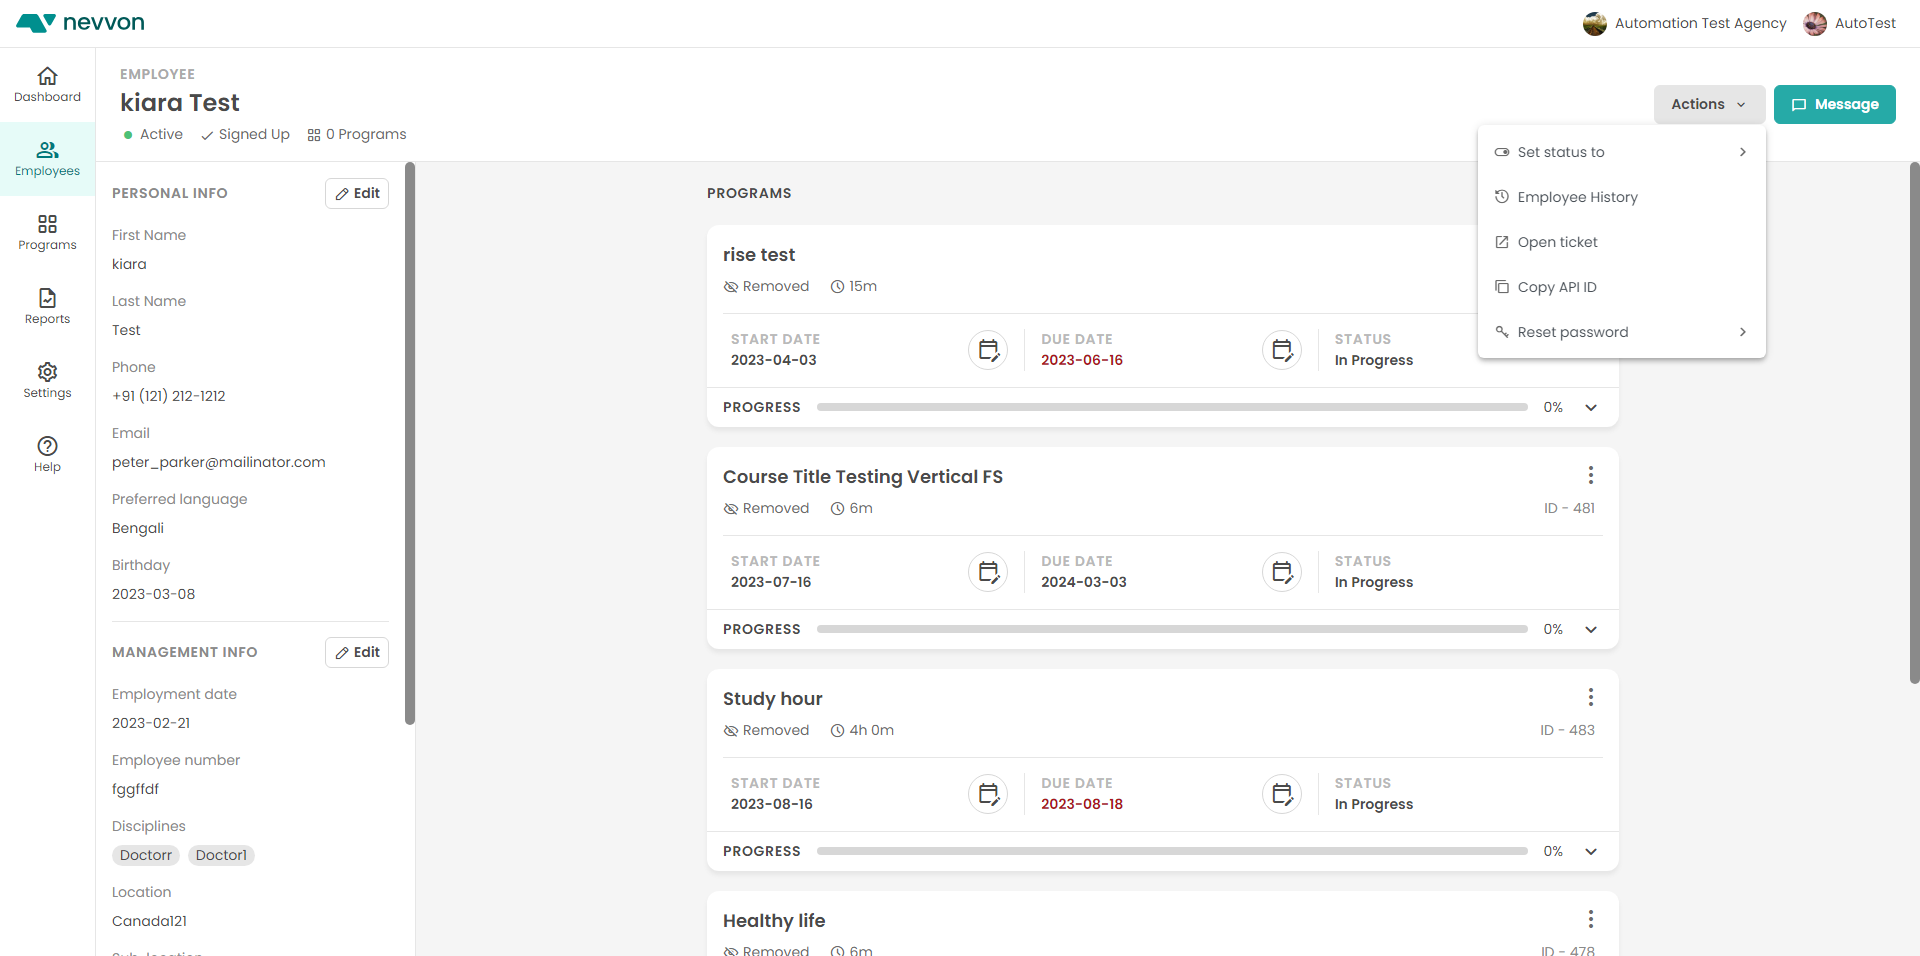 nevvon
Automation Test Agency
AutoTest
Dashboard
Employees
Programs
Reports
Settings
Help
EMPLOYEE
kiara Test
Active
Signed Up
0 Programs
Actions
Message
Set status to
Employee History
Open ticket
Copy API ID
Reset password
PERSONAL INFO
Edit
First Name
kiara
Last Name
Test
Phone
+91 (121) 212-1212
Email
peter_parker@mailinator.com
Preferred language
Bengali
Birthday
2023-03-08
MANAGEMENT INFO
Edit
Employment date
2023-02-21
Employee number
fggffdf
Disciplines
Doctorr
Doctor1
Location
Canada121
Sub-location
PROGRAMS
rise test
Removed
15m
START DATE
2023-04-03
DUE DATE
2023-06-16
STATUS
In Progress
PROGRESS
0%
Course Title Testing Vertical FS
Removed
6m
ID - 481
START DATE
2023-07-16
DUE DATE
2024-03-03
STATUS
In Progress
PROGRESS
0%
Study hour
Removed
4h 0m
ID - 483
START DATE
2023-08-16
DUE DATE
2023-08-18
STATUS
In Progress
PROGRESS
0%
Healthy life
Removed
6m
ID - 478